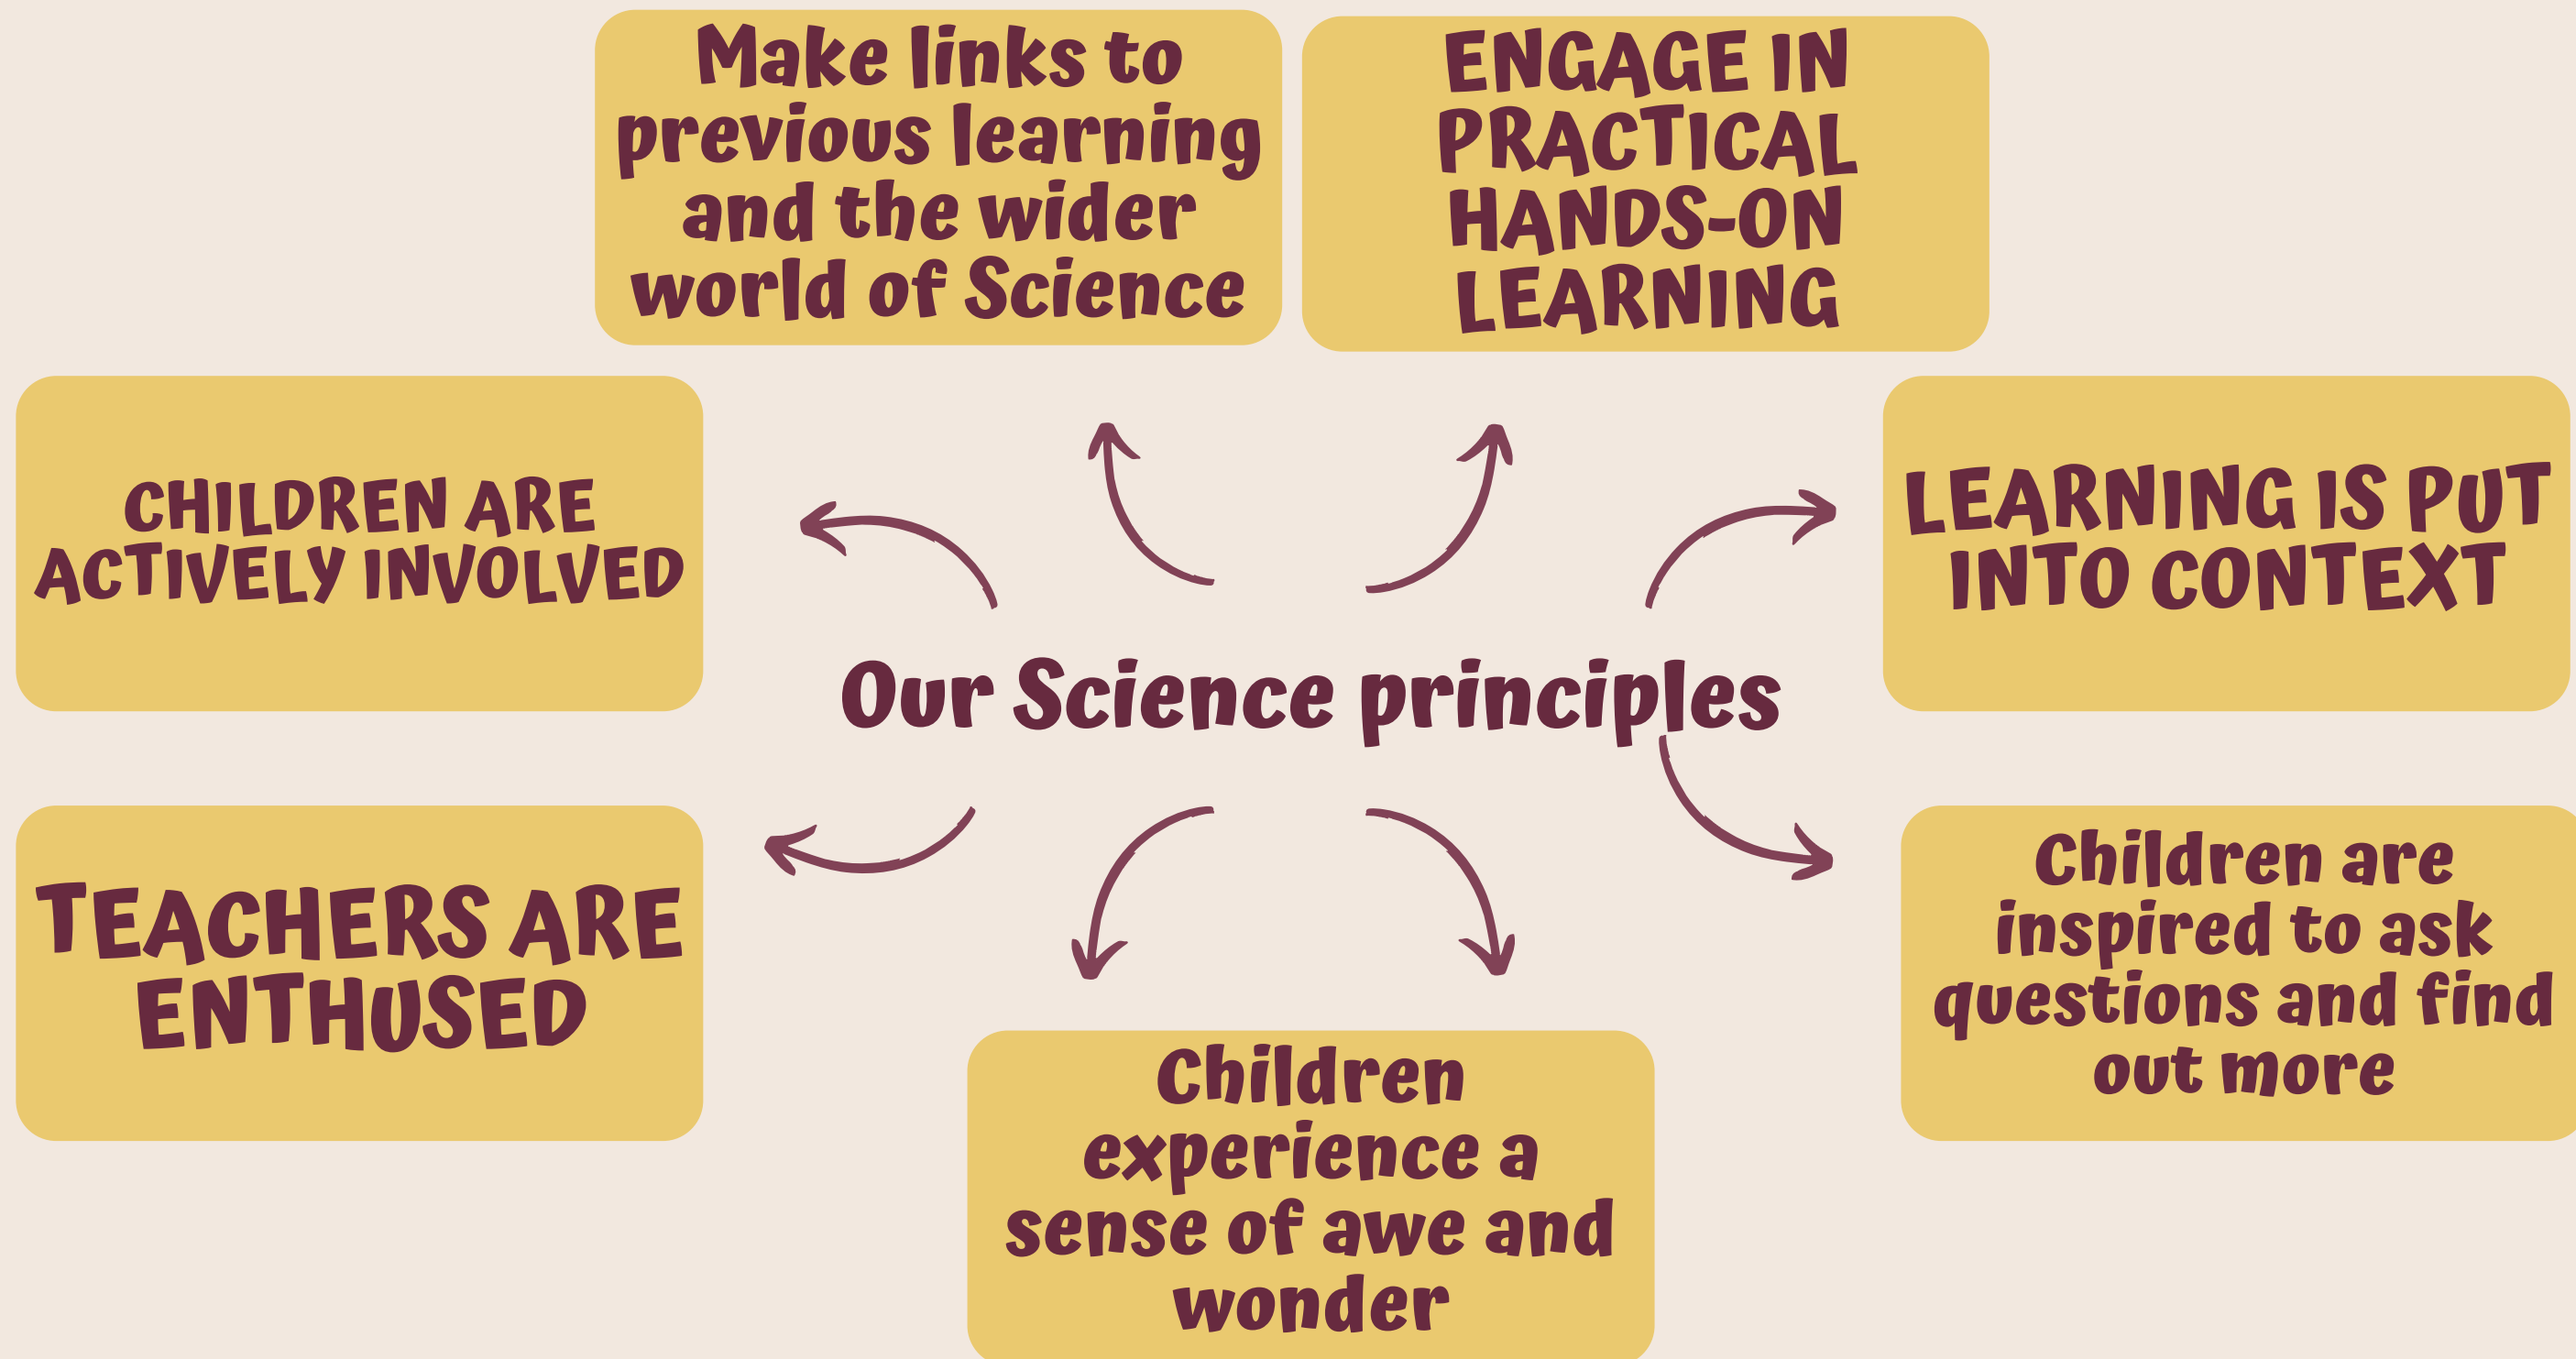 Make links to
previous learning
and the wider
world of Science
ENGAGE IN
PRACTICAL
HANDS-ON
LEARNING
CHILDREN ARE
ACTIVELY INVOLVED
LEARNING IS PUT
INTO CONTEXT
Our Science principles
TEACHERS ARE
ENTHUSED
Children are
inspired to ask
questions and find
out more
Children
experience a
sense of awe and
wonder